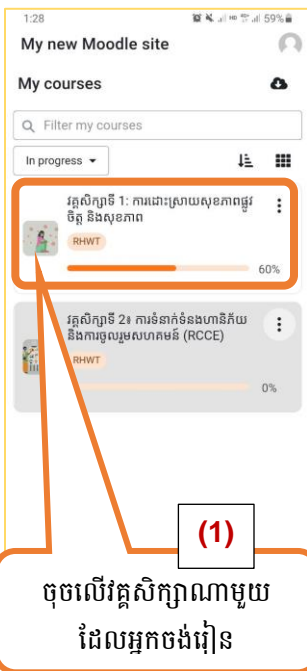 1:28
59%
My new Moodle site
My courses
Filter my courses
In progress
វគ្គសិក្សាទី 1: ការដោះស្រាយសុខភាពផ្លូវ
ចិត្ត និងសុខភាព
RHWT
60%
វគ្គសិក្សាទី 2៖ ការទំនាក់ទំនងហានិភ័យ
និងការចូលរួមសហគមន៍ (RCCE)
RHWT
0%
(1)
ចុចលើវគ្គសិក្សាណាមួយ
ដែលអ្នកចង់រៀន